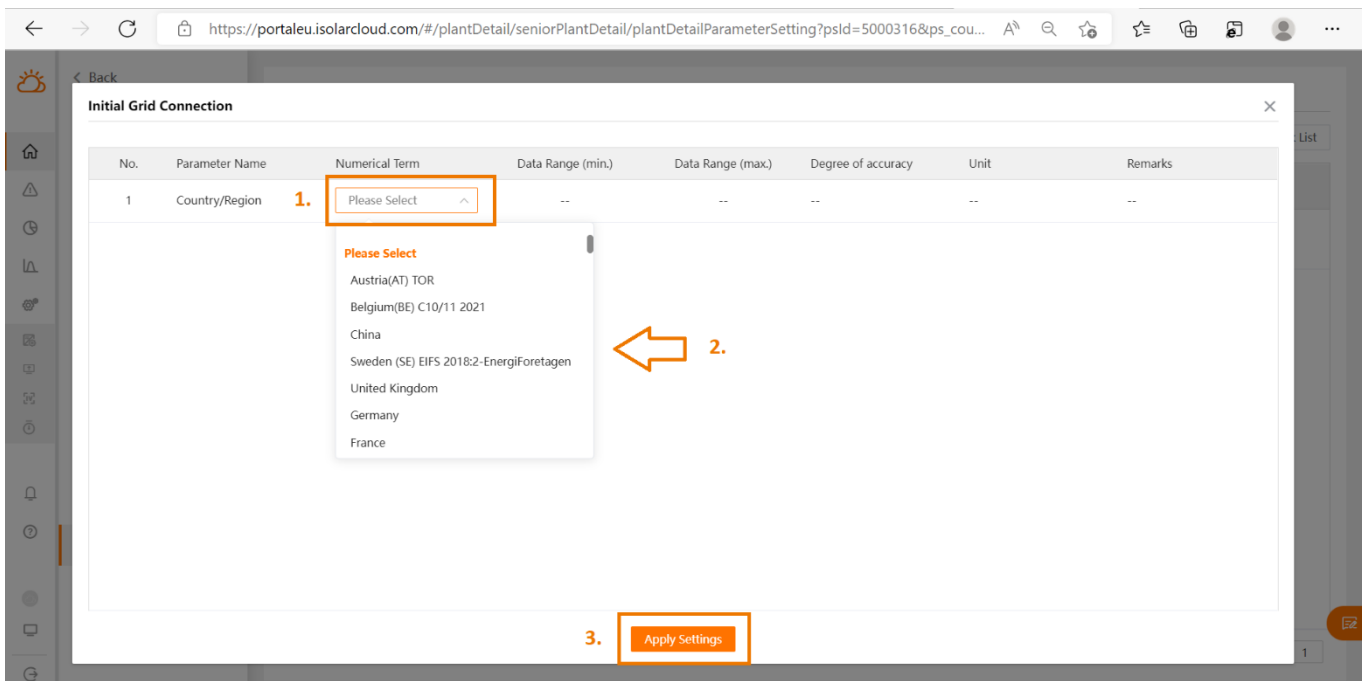 https://portaleu.isolarcloud.com/#/plantDetail/seniorPlantDetail/plantDetailParameterSetting?psId=5000316&ps_cou...
Back
Initial Grid Connection
List
No. Parameter Name Numerical Term Data Range (min.) Data Range (max.) Degree of accuracy Unit Remarks
1 Country/Region 1. Please Select -- -- -- -- --
Please Select
Austria(AT) TOR
Belgium(BE) C10/11 2021
China
Sweden (SE) EIFS 2018:2-EnergiForetagen
2.
United Kingdom
Germany
France
3. Apply Settings
1